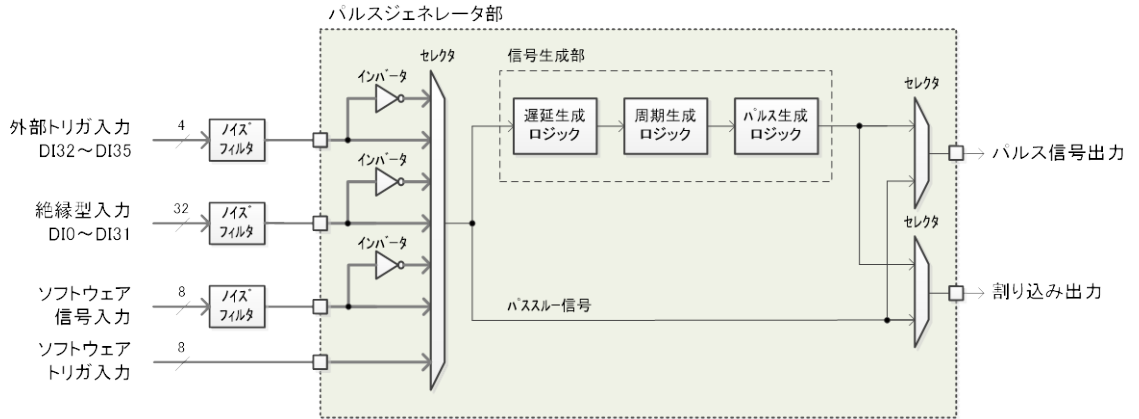 パルスジェネレータ部
セレクタ
インバータ
信号生成部
セレクタ
外部トリガ入力
DI32～DI35
4
ノイズ
フィルタ
遅延生成
ロジック
周期生成
ロジック
パルス生成
ロジック
インバータ
パルス信号出力
絶縁型入力
DI0～DI31
32
ノイズ
フィルタ
セレクタ
インバータ
ソフトウェア
信号入力
8
ノイズ
フィルタ
パススルー信号
割り込み出力
ソフトウェア
トリガ入力
8